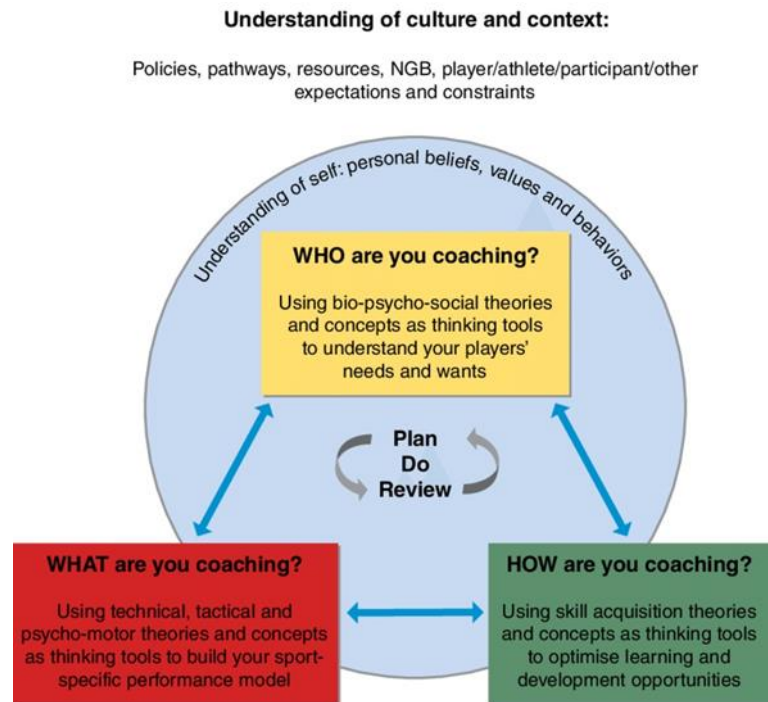 Understanding of culture and context:
Policies, pathways, resources, NGB, player/athlete/participant/other
expectations and constraints
Understanding of self: personal beliefs, values and behaviors
WHO are you coaching?
Using bio-psycho-social theories
and concepts as thinking tools
to understand your players'
needs and wants
Plan
Do
Review
WHAT are you coaching?
Using technical, tactical and
psycho-motor theories and concepts
as thinking tools to build your sport-
specific performance model
HOW are you coaching?
Using skill acquisition theories
and concepts as thinking tools
to optimise learning and
development opportunities